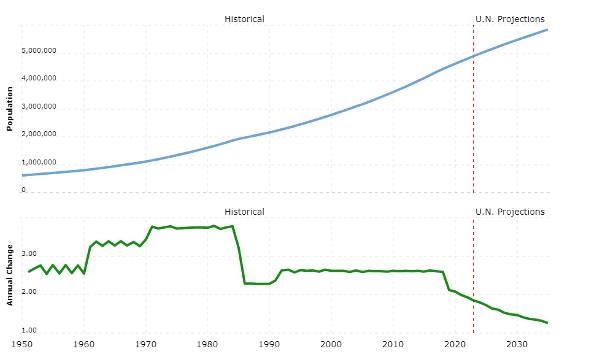 Historical U.N. Projections
5,000,000
4,000,000
3,000,000
2,000,000
1,000,000
0
Population
Historical U.N. Projections
3.00
2.00
1.00
Annual Change
1950 1960 1970 1980 1990 2000 2010 2020 2030